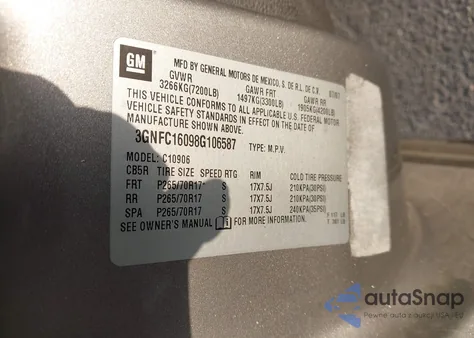 GM
MFD BY GENERAL MOTORS DE MEXICO, S. DE R.L. DE C.V.
GVWR GAWR FRT GAWR RR
3266KG(7200LB) 1497KG(3300LB) 1905KG(4200LB)
THIS VEHICLE CONFORMS TO ALL APPLICABLE U.S. FEDERAL MOTOR
VEHICLE SAFETY STANDARDS IN EFFECT ON THE DATE OF
MANUFACTURE SHOWN ABOVE.
3GNFC16098G106587 TYPE: M.P.V.
MODEL: C10906
CB5R TIRE SIZE SPEED RTG RIM COLD TIRE PRESSURE
FRT P265/70R17 S 17X7.5J 210KPA(30PSI)
RR P265/70R17 S 17X7.5J 210KPA(30PSI)
SPA P265/70R17 S 17X7.5J 240KPA(35PSI)
SEE OWNER'S MANUAL FOR MORE INFORMATION.
autoSnap